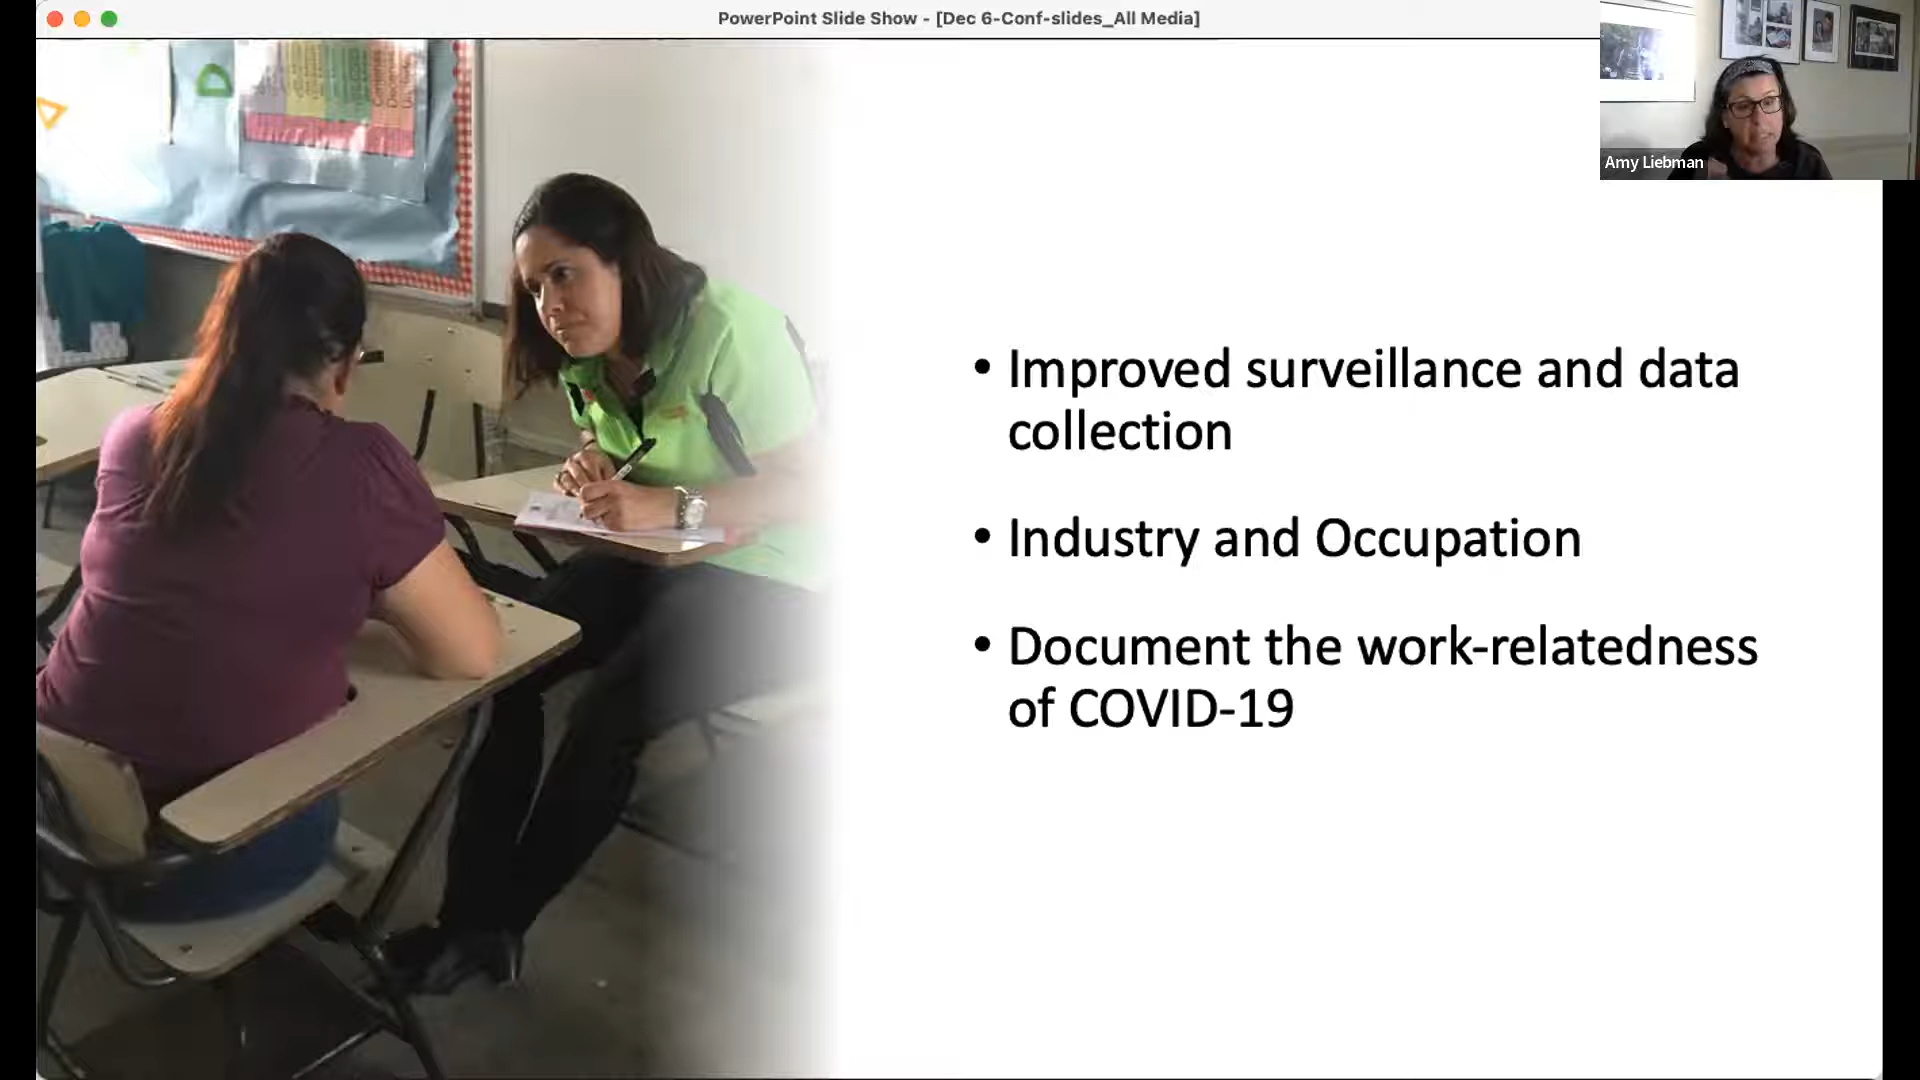 PowerPoint Slide Show - [Dec 6-Conf-slides_All Media]
Amy Liebman
• Improved surveillance and data
collection
• Industry and Occupation
• Document the work-relatedness
of COVID-19